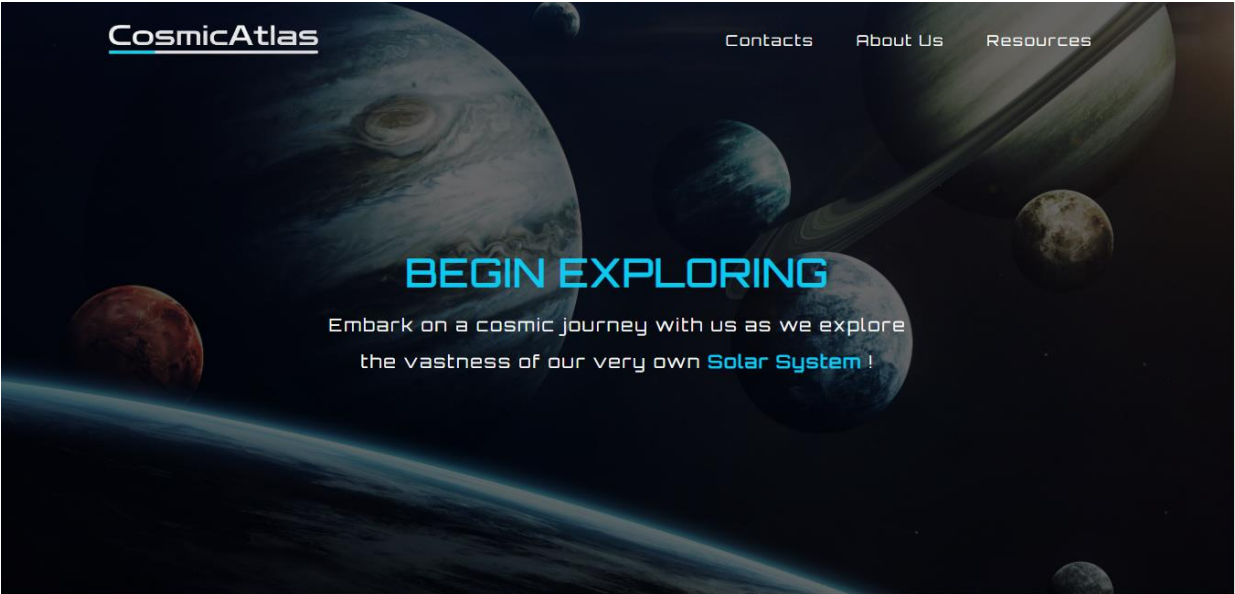 CosmicAtlas
Contacts About Us Resources
BEGIN EXPLORING
Embark on a cosmic journey with us as we explore
the vastness of our very own Solar System !